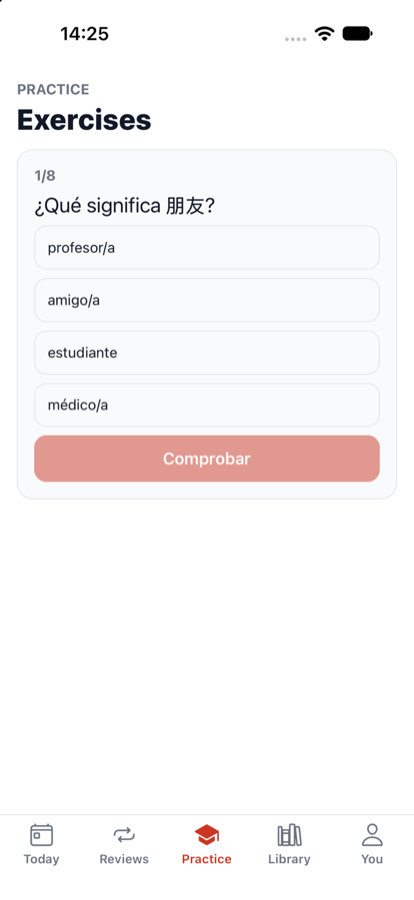 14:25
PRACTICE
Exercises
1/8
¿Qué significa 朋友?
profesor/a
amigo/a
estudiante
médico/a
Comprobar
Today
Reviews
Practice
Library
You